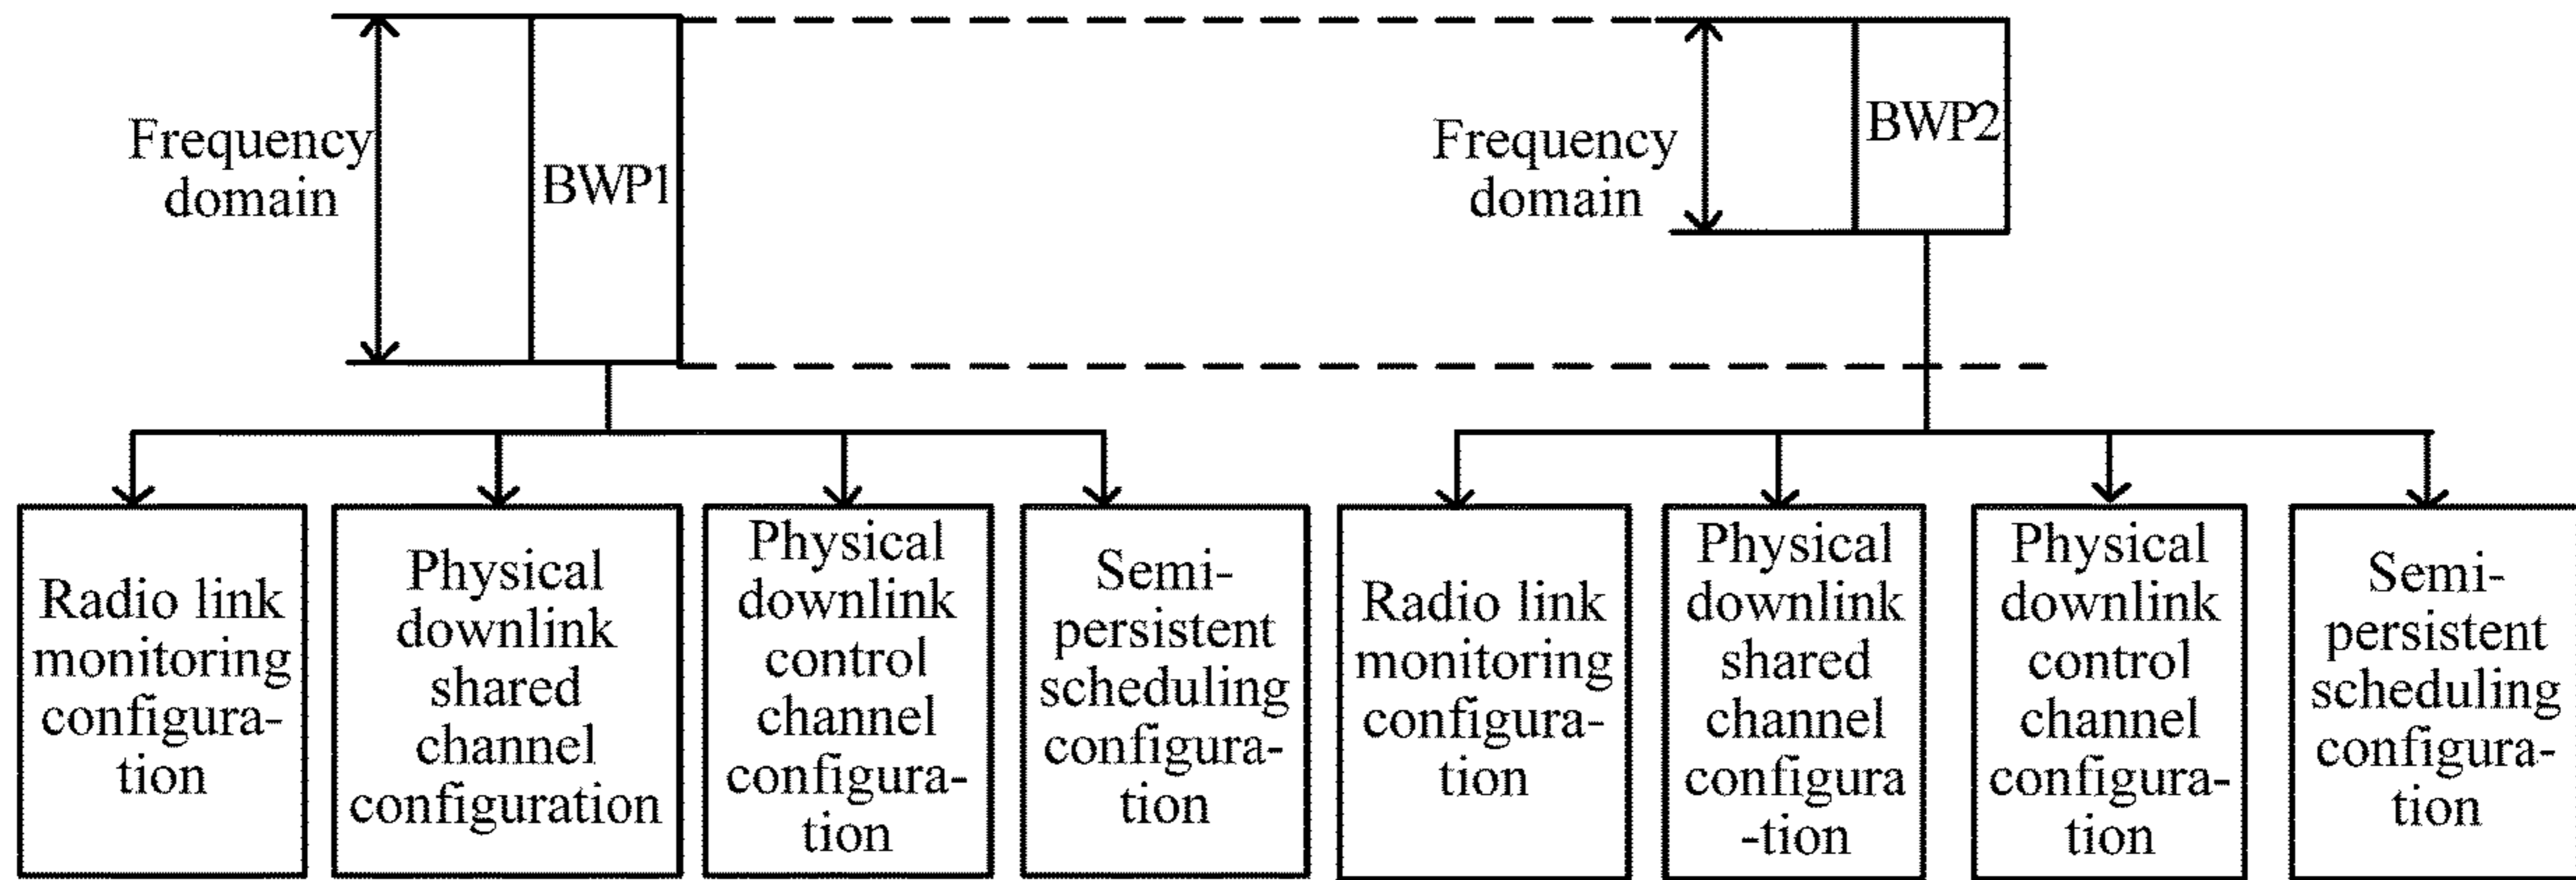 Frequency
domain
BWP1
Frequency
domain
BWP2
Radio link
monitoring
configura-
tion
Physical
downlink
shared
channel
configuration
Physical
downlink
control
channel
configura-
tion
Semi-
persistent
scheduling
configura-
tion
Radio link
monitoring
configura-
tion
Physical
downlink
shared
channel
configura
-tion
Physical
downlink
control
channel
configura-
tion
Semi-
persistent
scheduling
configura-
tion